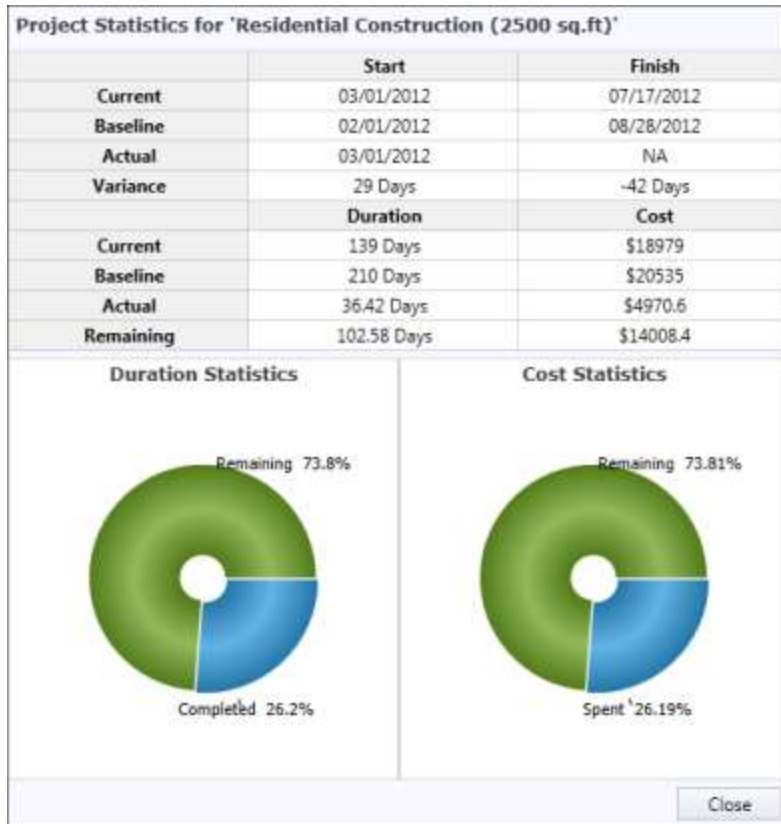 Project Statistics for 'Residential Construction (2500 sq.ft)'
Start Finish
Current 03/01/2012 07/17/2012
Baseline 02/01/2012 08/28/2012
Actual 03/01/2012 NA
Variance 29 Days -42 Days
Duration Cost
Current 139 Days $18979
Baseline 210 Days $20535
Actual 36.42 Days $4970.6
Remaining 102.58 Days $14008.4
Duration Statistics Cost Statistics
Remaining 73.8% Remaining 73.81%
Completed 26.2% Spent 26.19%
Close